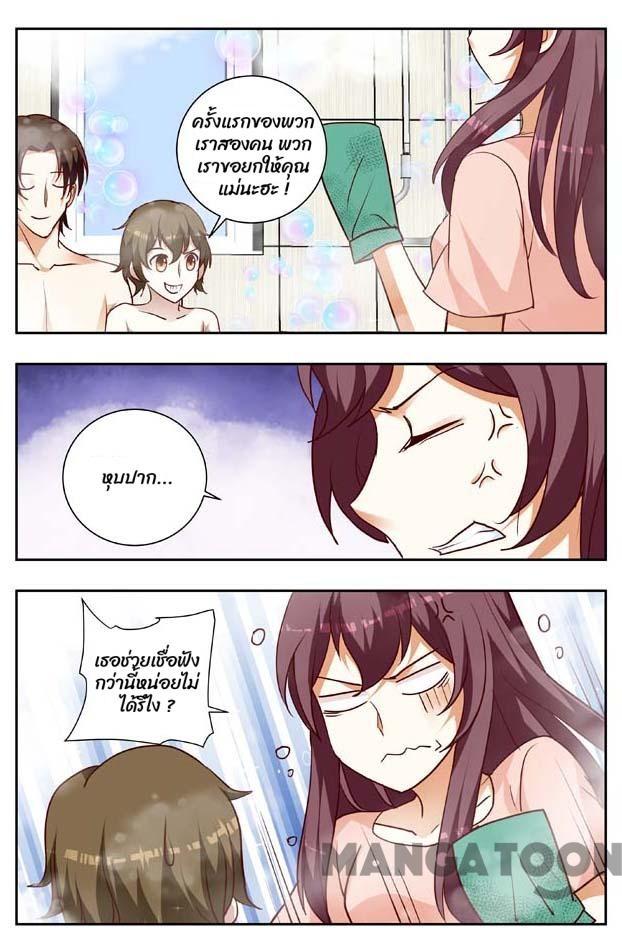 ครั้งแรกของพวก
เราสองคน พวก
เราขอยกให้คุณ
แม่นะฮะ !
หุบปาก...
เธอช่วยเชื่อฟัง
กว่านี้หน่อยไม่
ได้รึไง ?
MANGATOON